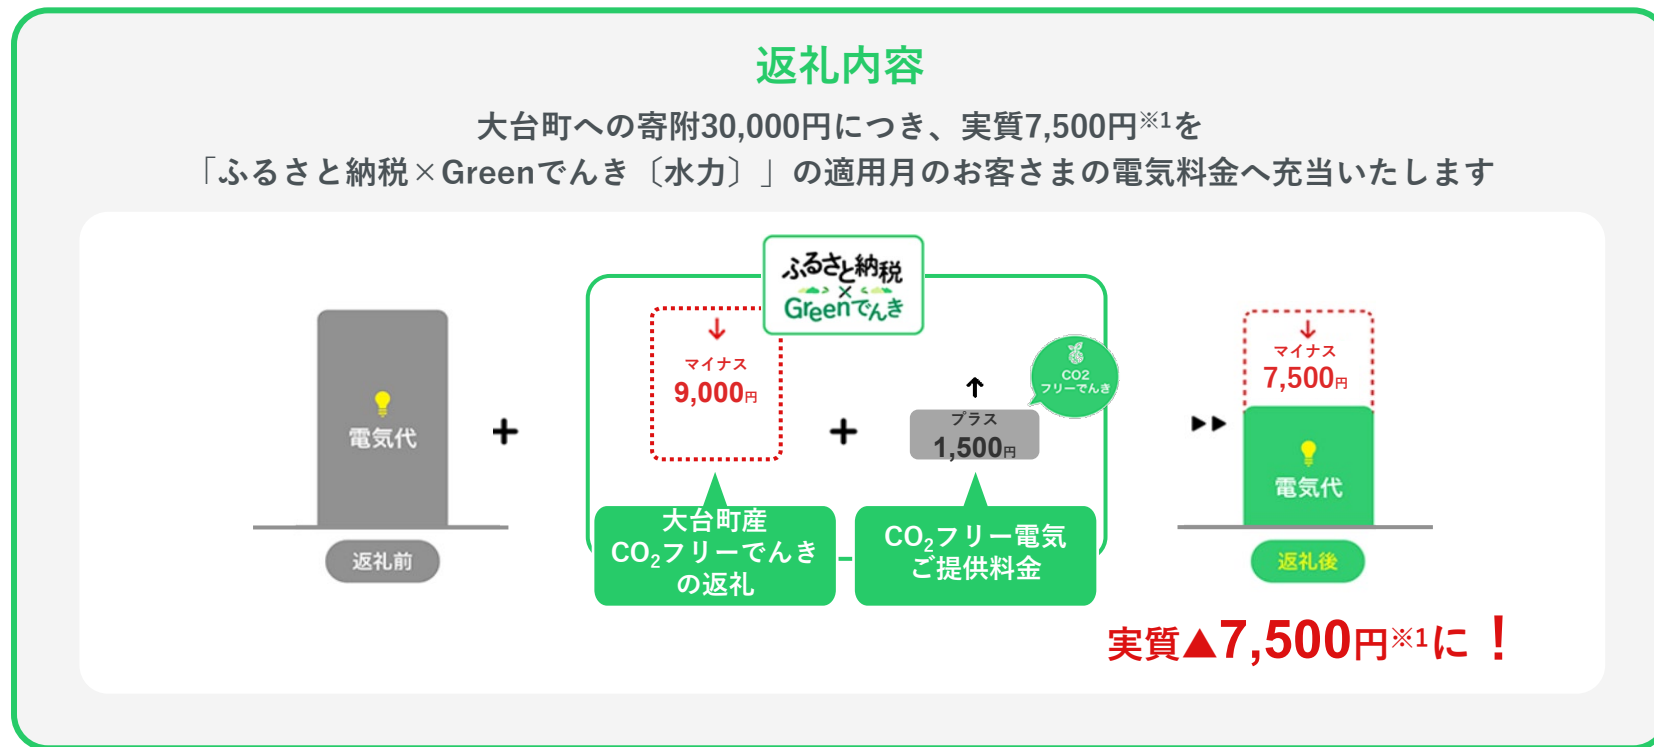 返礼内容
大台町への寄附30,000円につき、実質7,500円※1を
「ふるさと納税×Greenでんき〔水力〕」の適用月のお客さまの電気料金へ充当いたします
ふるさと納税
×
Greenでんき
電気代
返礼前
+
↓
マイナス
9,000円
大台町産
CO₂フリーでんき
の返礼
+
CO2
フリーでんき
↑
プラス
1,500円
CO₂フリー電気
ご提供料金
▶▶
↓
マイナス
7,500円
電気代
返礼後
実質▲7,500円※1に！